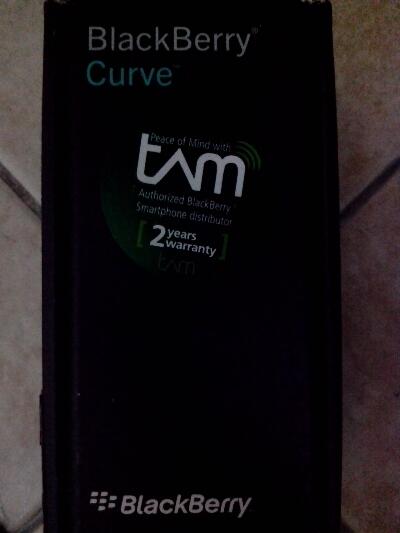 BlackBerry®
Curve™
Peace of Mind with
tam
Authorized BlackBerry
Smartphone distributor
[ 2 years warranty ]
tam
BlackBerry